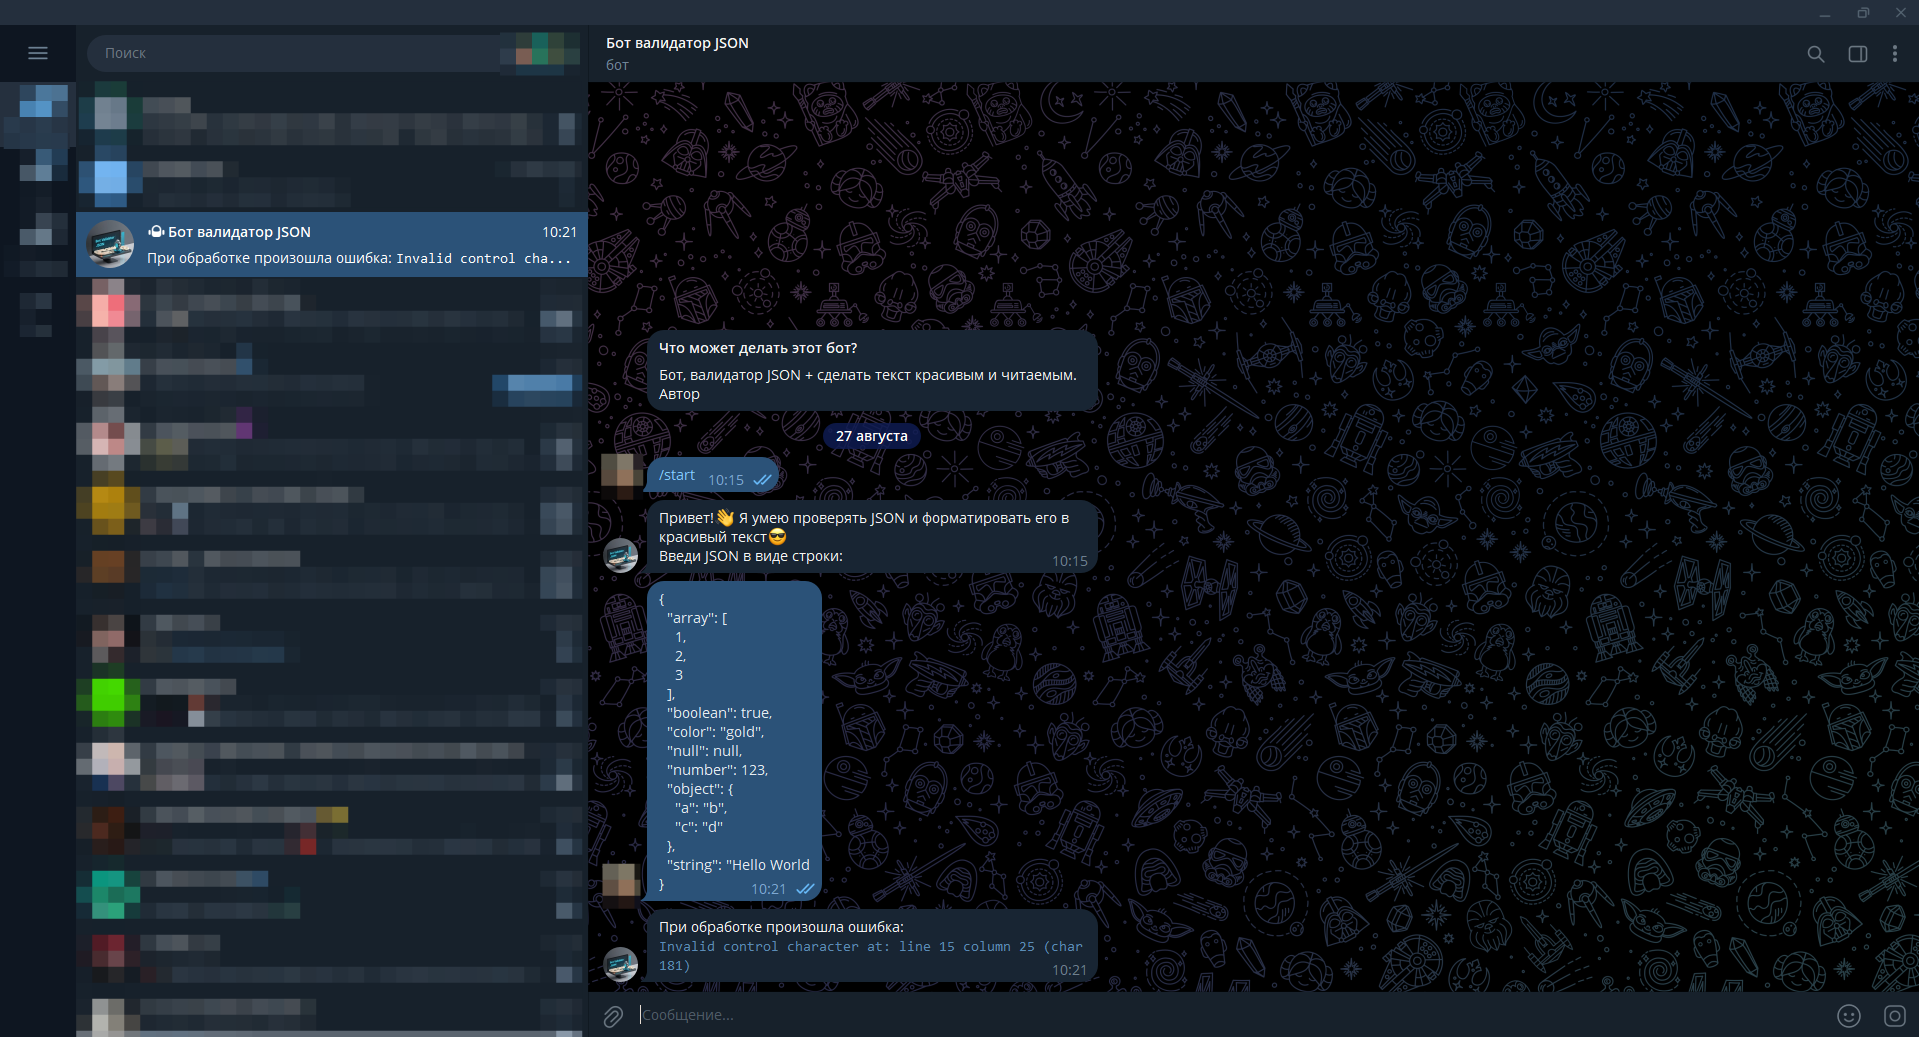 Поиск
Бот валидатор JSON
бот
Бот валидатор JSON
10:21
При обработке произошла ошибка: Invalid control cha...
Что может делать этот бот?
Бот, валидатор JSON + сделать текст красивым и читаемым.
Автор
27 августа
/start
10:15
Привет!👋 Я умею проверять JSON и форматировать его в
красивый текст😎
Введи JSON в виде строки:
10:15
{
  "array": [
    1,
    2,
    3
  ],
  "boolean": true,
  "color": "gold",
  "null": null,
  "number": 123,
  "object": {
    "a": "b",
    "c": "d"
  },
  "string": "Hello World
}
10:21
При обработке произошла ошибка:
Invalid control character at: line 15 column 25 (char
181)
10:21
Сообщение...